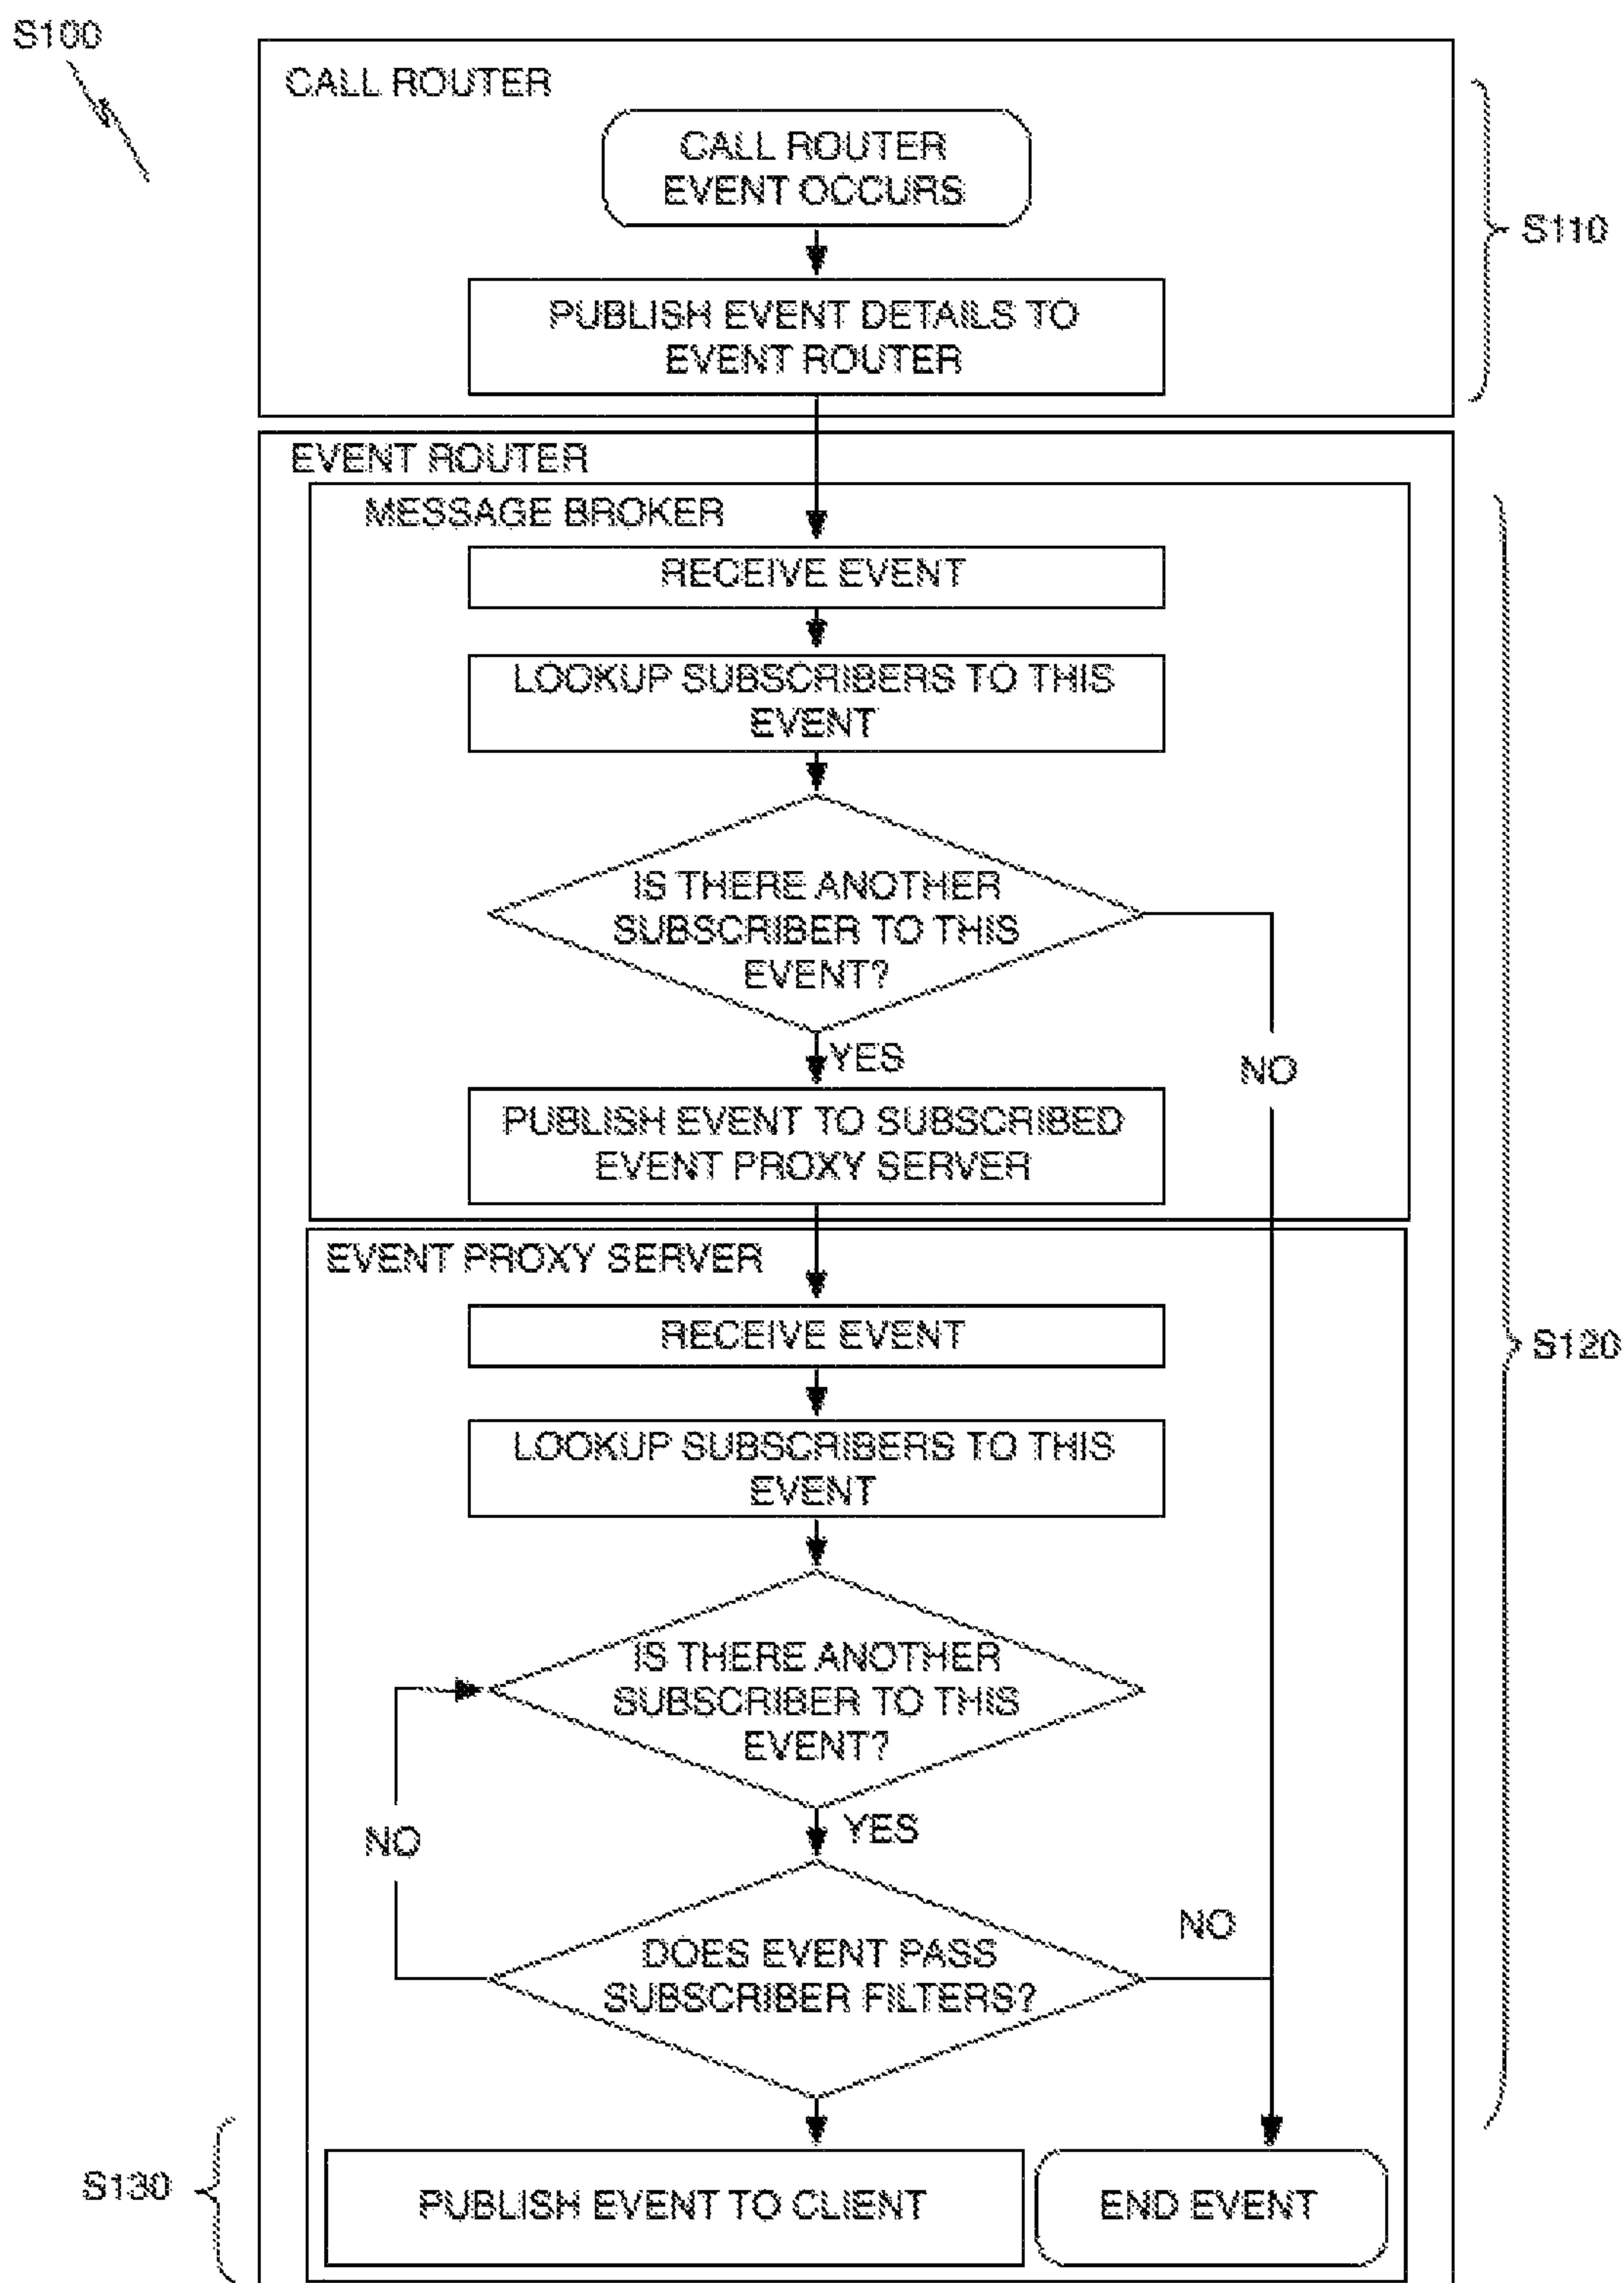 S100
CALL ROUTER
CALL ROUTER
EVENT OCCURS
S110
PUBLISH EVENT DETAILS TO
EVENT ROUTER
EVENT ROUTER
MESSAGE BROKER
RECEIVE EVENT
LOOKUP SUBSCRIBERS TO THIS
EVENT
IS THERE ANOTHER
SUBSCRIBER TO THIS
EVENT?
YES
NO
PUBLISH EVENT TO SUBSCRIBED
EVENT PROXY SERVER
EVENT PROXY SERVER
RECEIVE EVENT
S120
LOOKUP SUBSCRIBERS TO THIS
EVENT
IS THERE ANOTHER
SUBSCRIBER TO THIS
EVENT?
YES
NO
NO
DOES EVENT PASS
SUBSCRIBER FILTERS?
S130
PUBLISH EVENT TO CLIENT
END EVENT